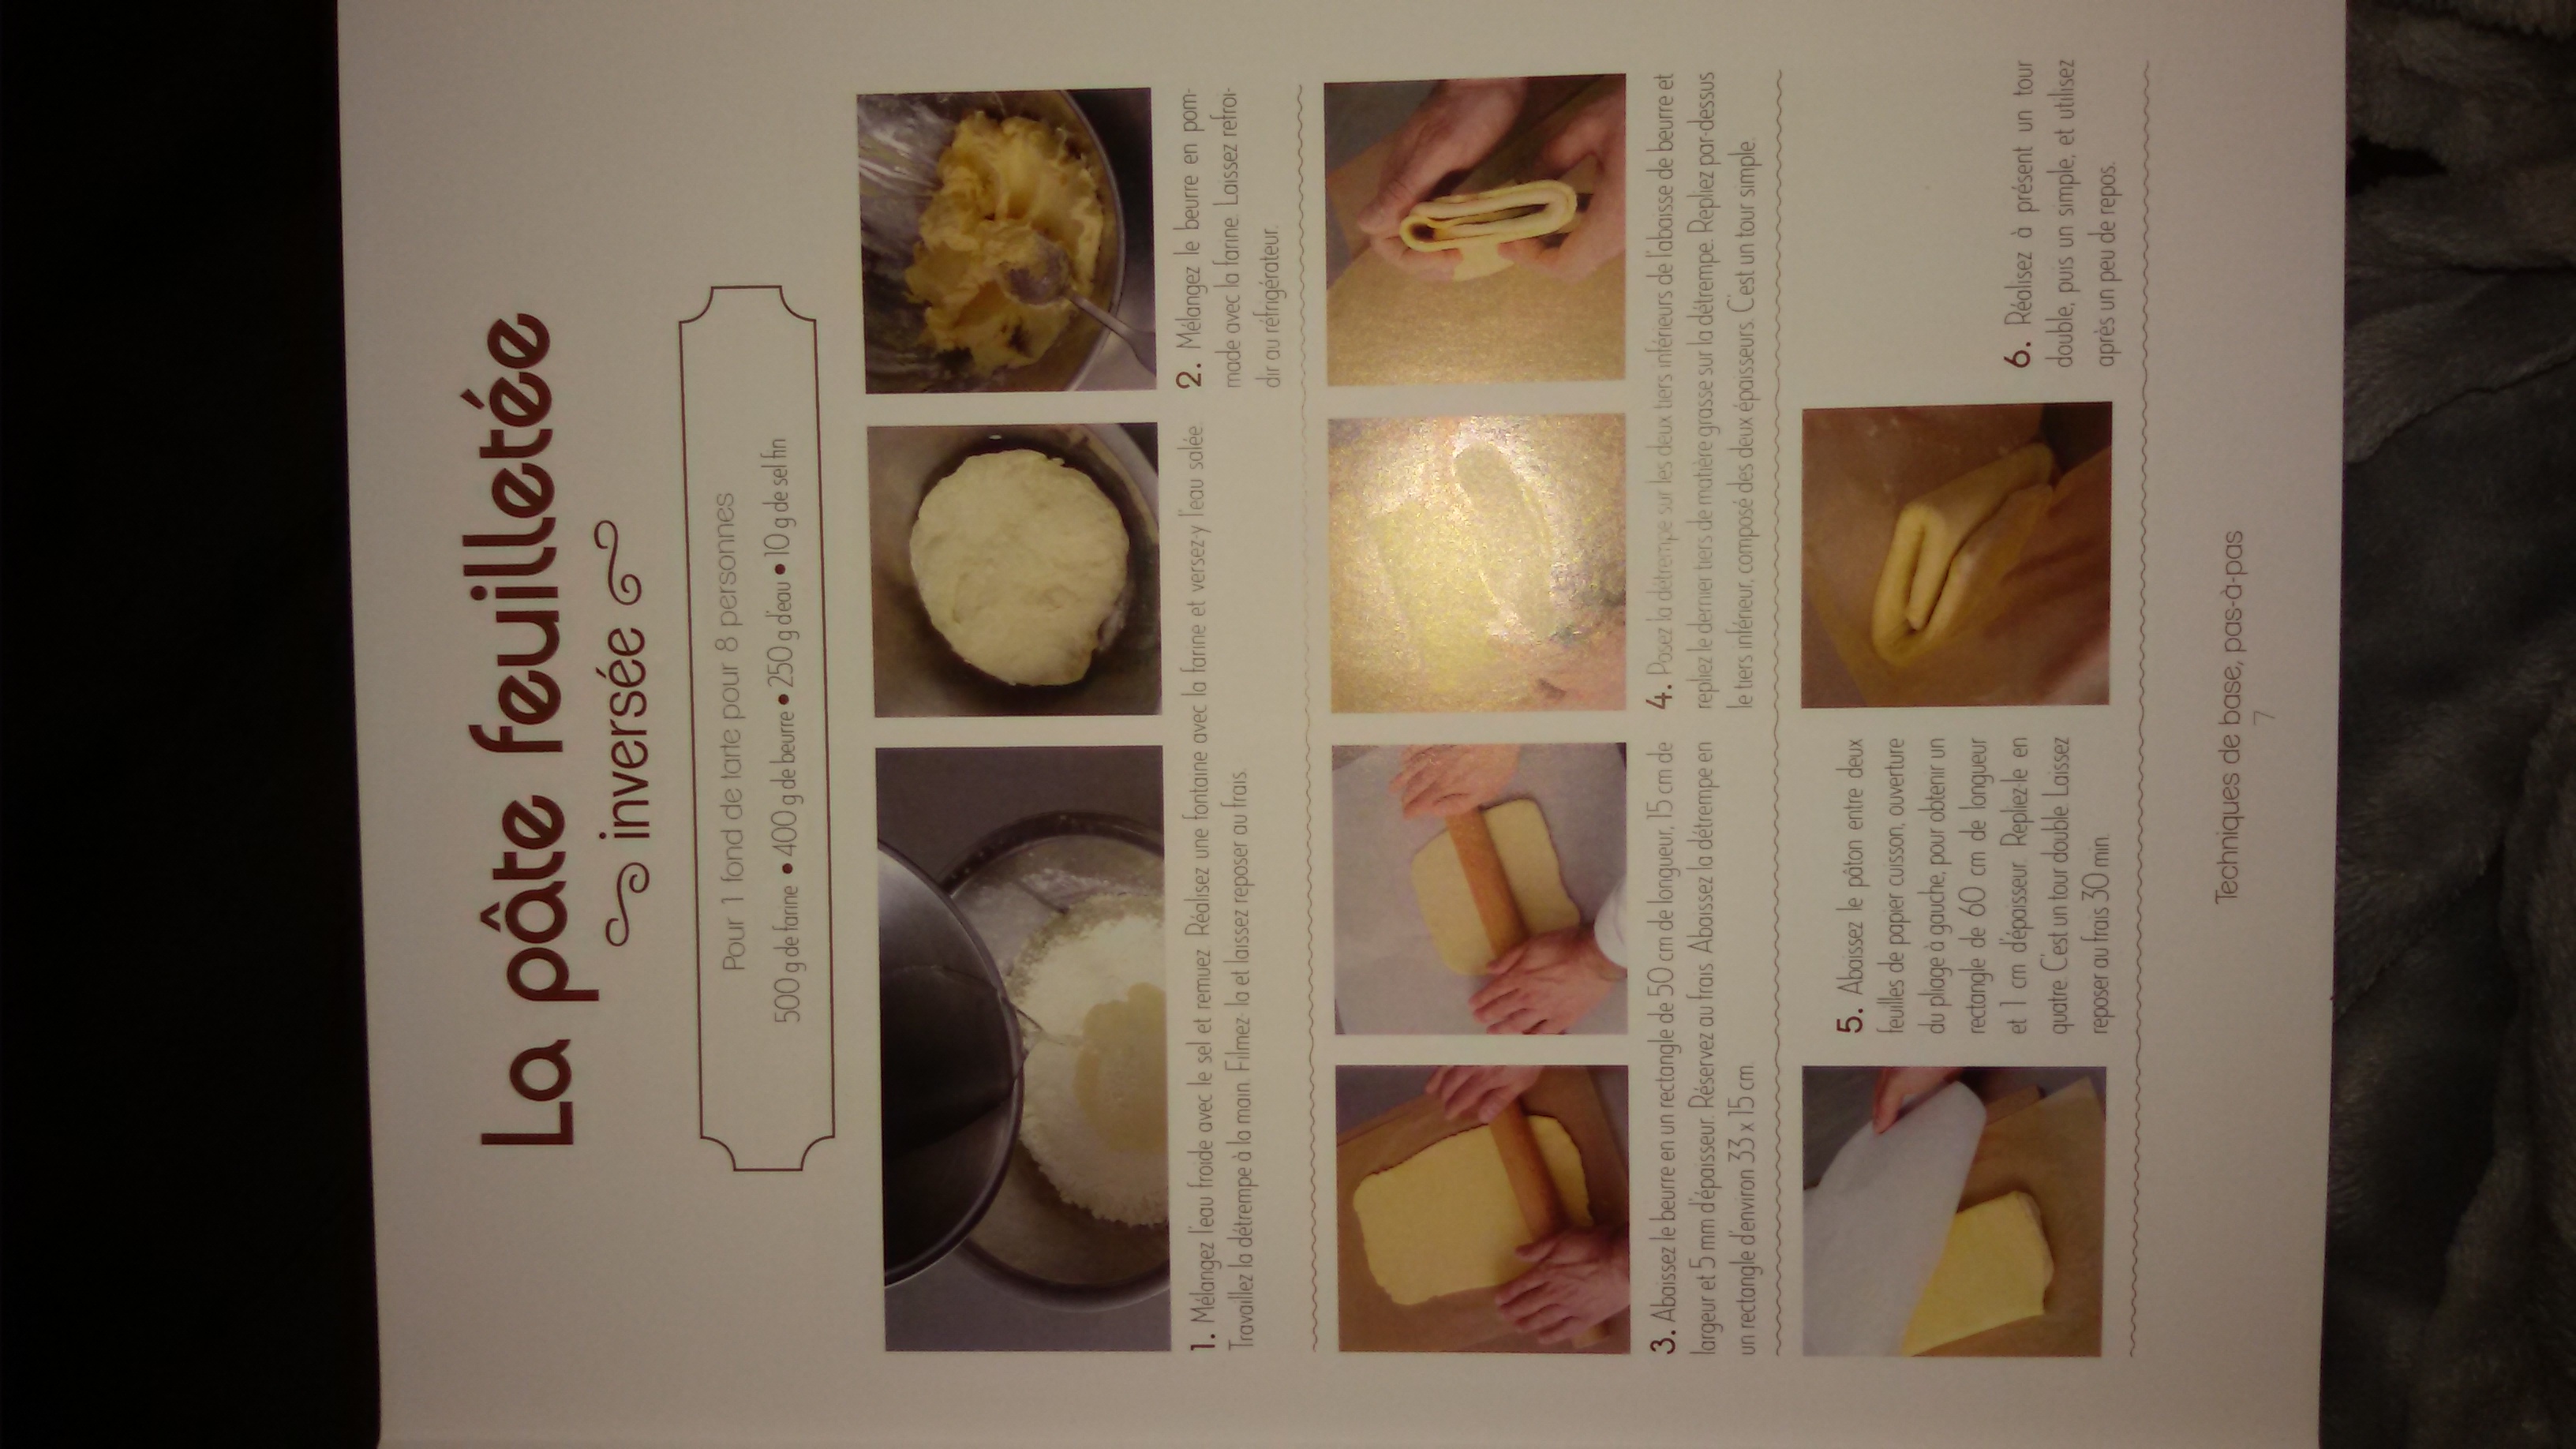 La pâte feuilletée
inversée
Pour 1 fond de tarte pour 8 personnes
500 g de farine • 400 g de beurre • 250 g d'eau • 10 g de sel fin
1. Mélangez l'eau froide avec le sel et remuez. Réalisez une fontaine avec la farine et versez-y l'eau salée.
Travaillez la détrempe à la main. Filmez- la et laissez reposer au frais.
2. Mélangez le beurre en pom-
made avec la farine. Laissez refroi-
dir au réfrigérateur.
3. Abaissez le beurre en un rectangle de 50 cm de longueur, 15 cm de
largeur et 5 mm d'épaisseur. Réservez au frais. Abaissez la détrempe en
un rectangle d'environ 33 x 15 cm.
4. Posez la détrempe sur les deux tiers inférieurs de l'abaisse de beurre et
repliez le dernier tiers de matière grasse sur la détrempe. Repliez par-dessus
le tiers inférieur, composé des deux épaisseurs. C'est un tour simple.
5. Abaissez le pâton entre deux
feuilles de papier cuisson, ouverture
du pliage à gauche, pour obtenir un
rectangle de 60 cm de longueur
et 1 cm d'épaisseur. Repliez-le en
quatre. C'est un tour double. Laissez
reposer au frais 30 min.
6. Réalisez à présent un tour
double, puis un simple, et utilisez
après un peu de repos.
Techniques de base, pas-à-pas
7